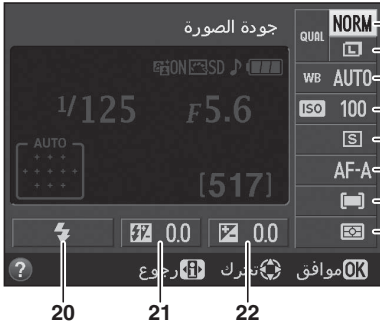 جودة الصورة
QUAL NORM
L
ON SD
WB AUTO
1/125 F5.6
ISO 100
S
AUTO
AF-A
[517]
0.0 0.0
? رجوع تحرك OK موافق
20 21 22